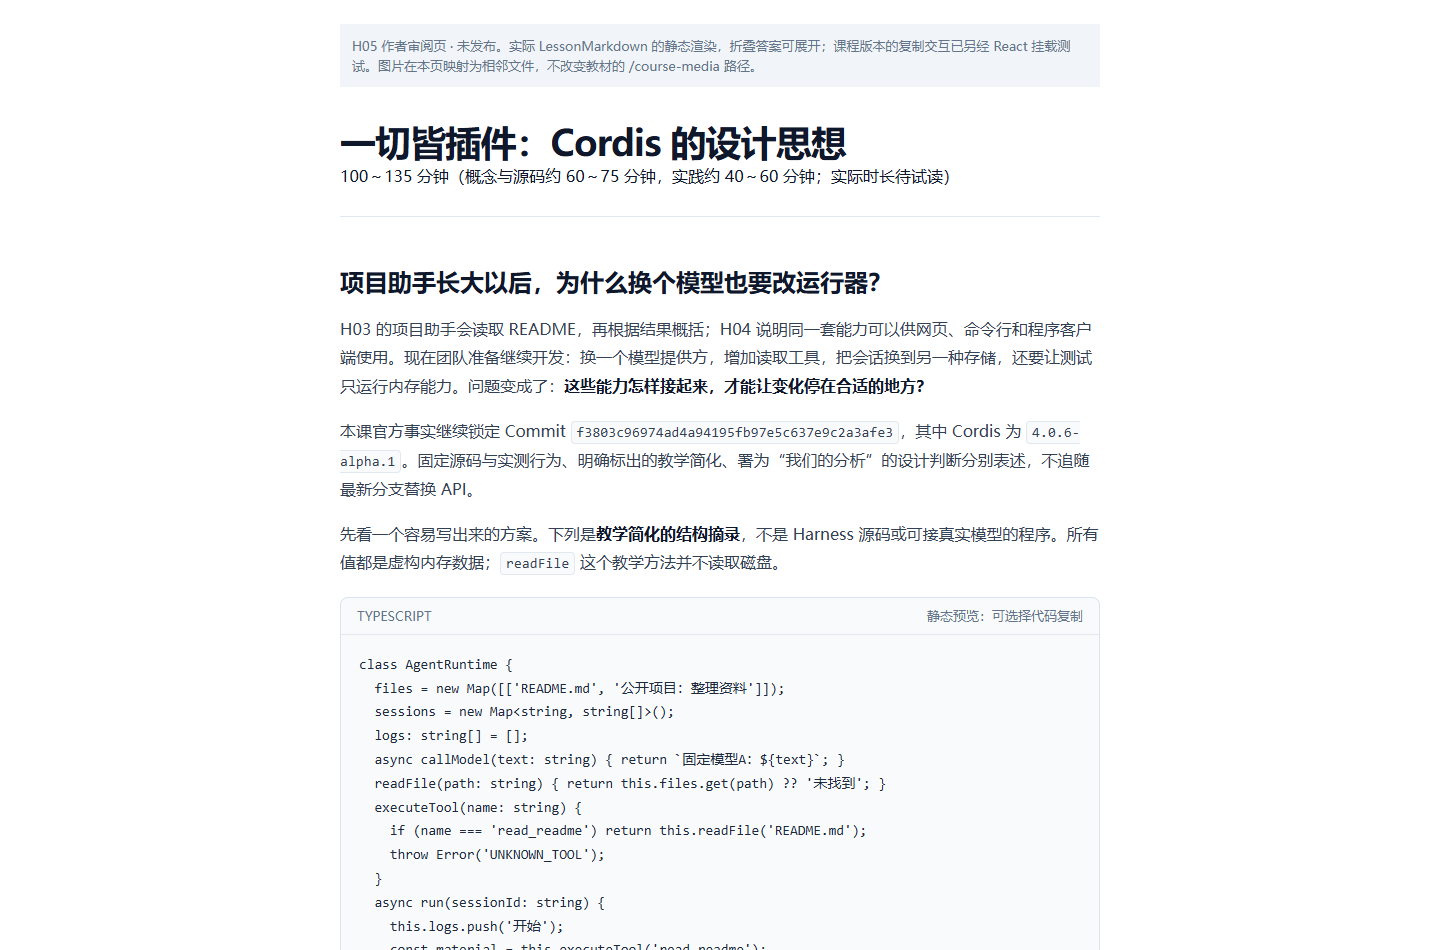 H05 作者审阅页 · 未发布。实际 LessonMarkdown 的静态渲染，折叠答案可展开；课程版本的复制交互已另经 React 挂载测
试。图片在本页映射为相邻文件，不改变教材的 /course-media 路径。
一切皆插件：Cordis 的设计思想
100～135 分钟（概念与源码约 60～75 分钟，实践约 40～60 分钟；实际时长待试读）
项目助手长大以后，为什么换个模型也要改运行器？
H03 的项目助手会读取 README，再根据结果概括；H04 说明同一套能力可以供网页、命令行和程序客户
端使用。现在团队准备继续开发：换一个模型提供方，增加读取工具，把会话换到另一种存储，还要让测试
只运行内存能力。问题变成了：这些能力怎样接起来，才能让变化停在合适的地方？
本课官方事实继续锁定 Commit f3803c96974ad4a94195fb97e5c637e9c2a3afe3，其中 Cordis 为 4.0.6-
alpha.1。固定源码与实测行为、明确标出的教学简化、署为“我们的分析”的设计判断分别表述，不追随
最新分支替换 API。
先看一个容易写出来的方案。下列是教学简化的结构摘录，不是 Harness 源码或可接真实模型的程序。所有
值都是虚构内存数据；readFile 这个教学方法并不读取磁盘。
TYPESCRIPT
静态预览：可选择代码复制
class AgentRuntime {
  files = new Map([['README.md', '公开项目：整理资料']]);
  sessions = new Map<string, string[]>();
  logs: string[] = [];
  async callModel(text: string) { return `固定模型A：${text}`; }
  readFile(path: string) { return this.files.get(path) ?? '未找到'; }
  executeTool(name: string) {
    if (name === 'read_readme') return this.readFile('README.md');
    throw Error('UNKNOWN_TOOL');
  }
  async run(sessionId: string) {
    this.logs.push('开始');
    const material = this.executeTool('read_readme');